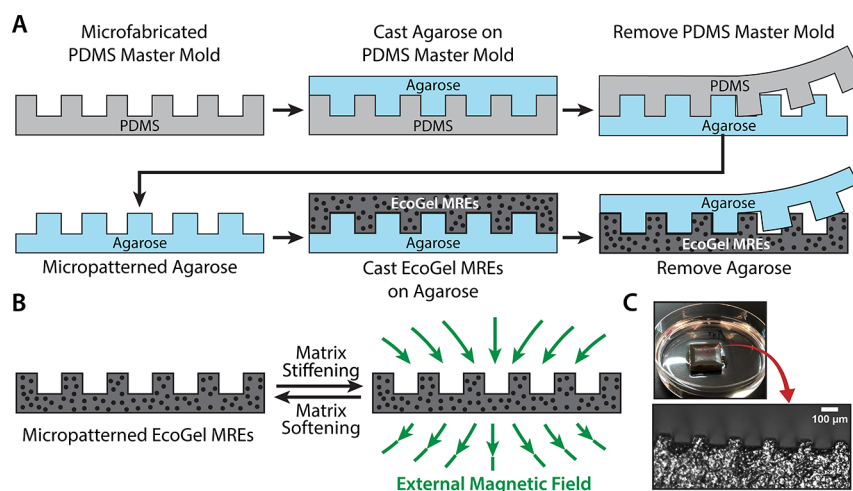 A
Microfabricated
PDMS Master Mold
Cast Agarose on
PDMS Master Mold
Remove PDMS Master Mold
PDMS
Agarose
PDMS
PDMS
Agarose
Agarose
Micropatterned Agarose
EcoGel MREs
Agarose
Cast EcoGel MREs
on Agarose
Agarose
EcoGel MREs
Remove Agarose
B
Micropatterned EcoGel MREs
Matrix
Stiffening
Matrix
Softening
External Magnetic Field
C
100 μm